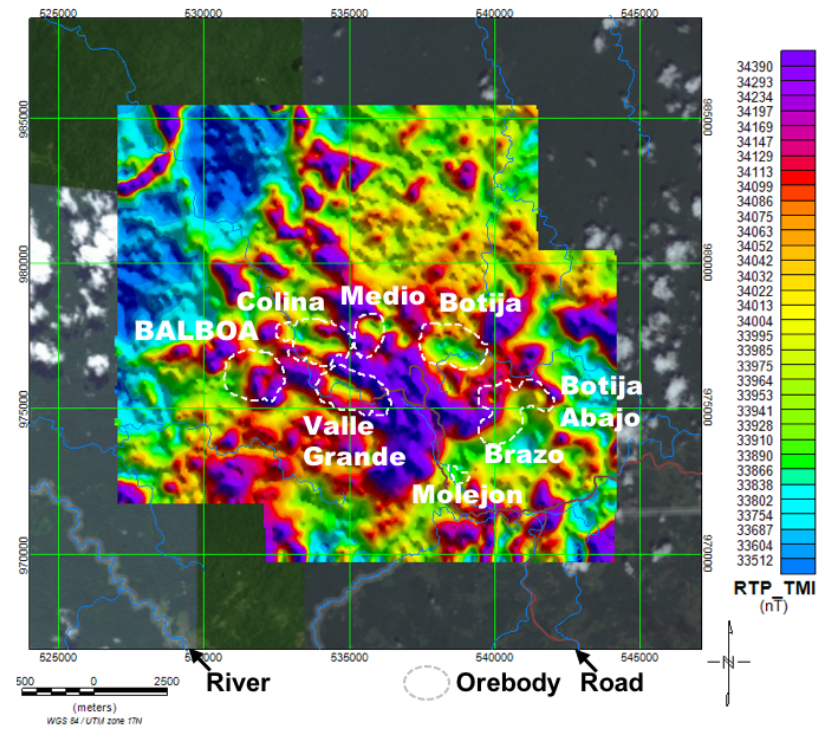 525000 530000 535000 540000 545000
985000 985000
980000 980000
975000 975000
970000 970000
Colina Medio Botija
BALBOA
Botija
Abajo
Valle
Grande
Brazo
Molejon
525000 530000 535000 540000 545000
34390
34293
34234
34197
34169
34147
34129
34113
34099
34086
34075
34063
34052
34042
34032
34022
34013
34004
33995
33985
33975
33964
33953
33941
33928
33910
33890
33866
33838
33802
33754
33687
33604
33512
RTP_TMI
(nT)
N
River Orebody Road
500 0 2500
(meters)
WGS 84 / UTM zone 17N